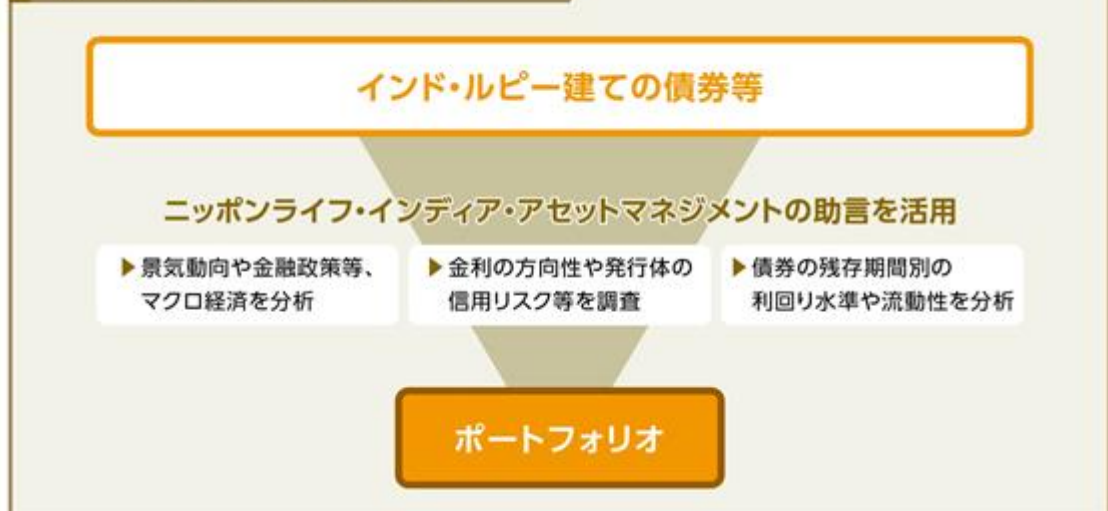 インド・ルピー建ての債券等
ニッポンライフ・インディア・アセットマネジメントの助言を活用
▶景気動向や金融政策等、
マクロ経済を分析
▶金利の方向性や発行体の
信用リスク等を調査
▶債券の残存期間別の
利回り水準や流動性を分析
ポートフォリオ